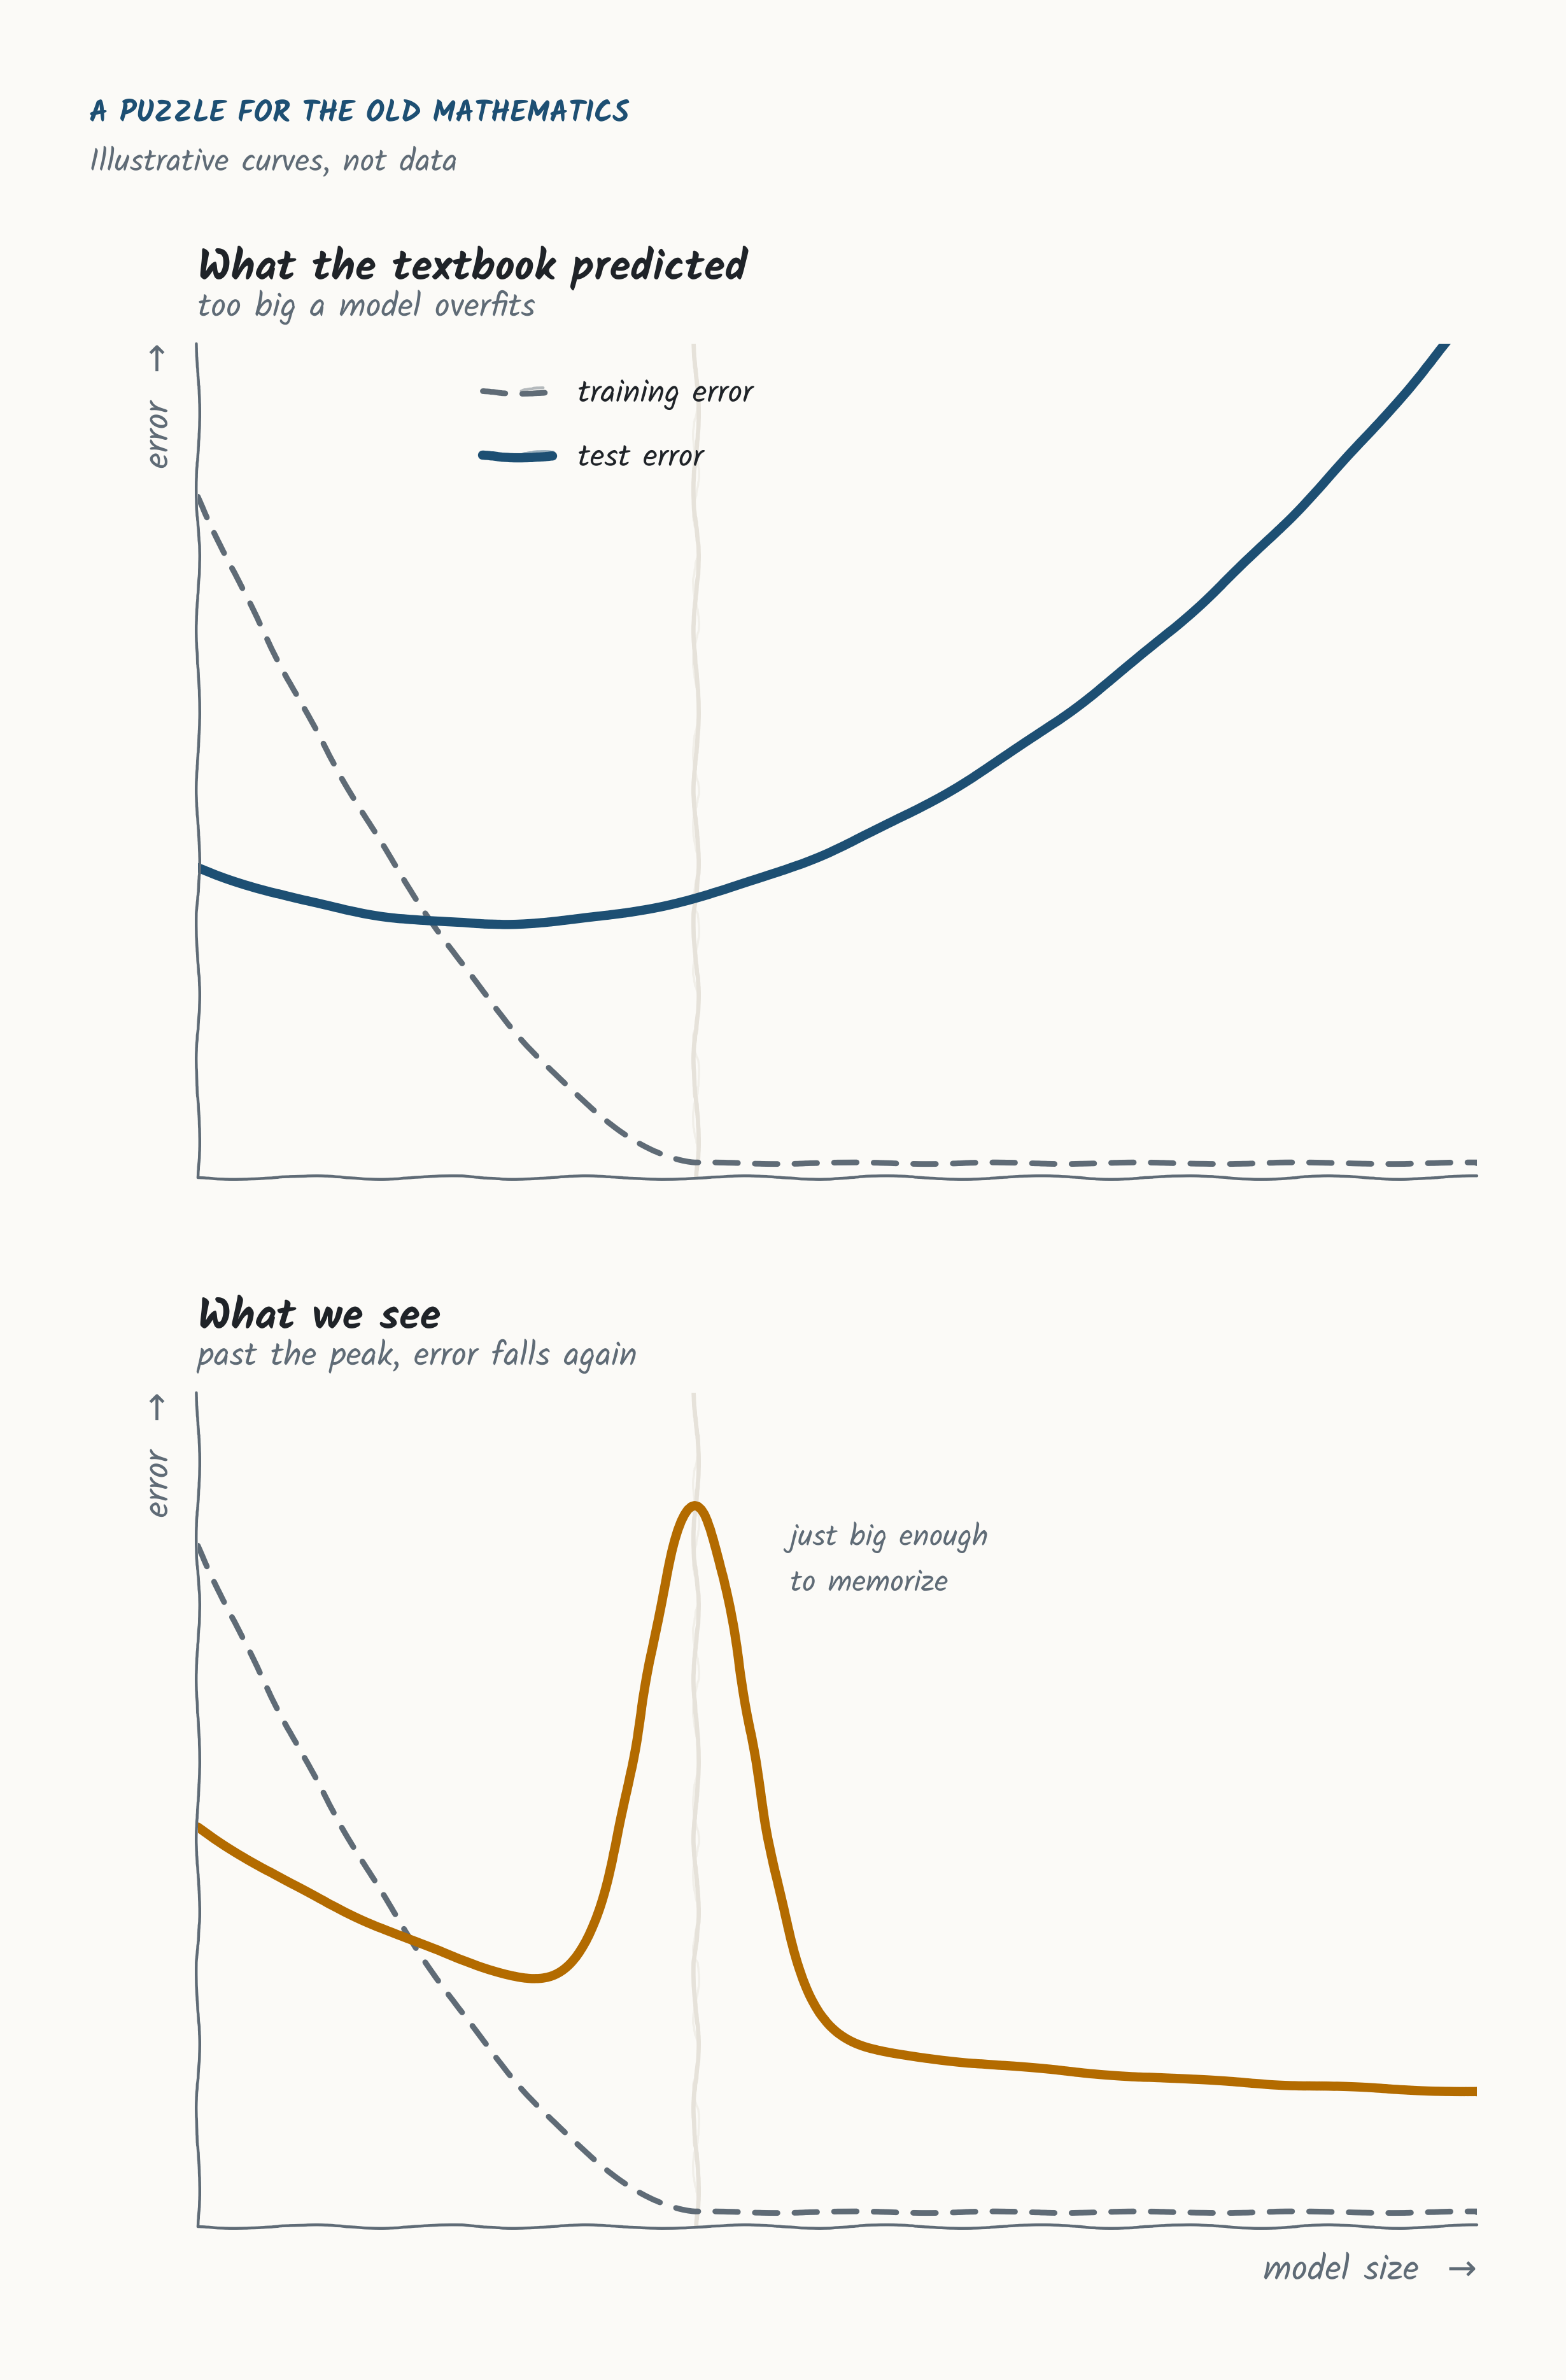 A PUZZLE FOR THE OLD MATHEMATICS
Illustrative curves, not data
What the textbook predicted
too big a model overfits
error →
training error
test error
What we see
past the peak, error falls again
error →
just big enough
to memorize
model size →